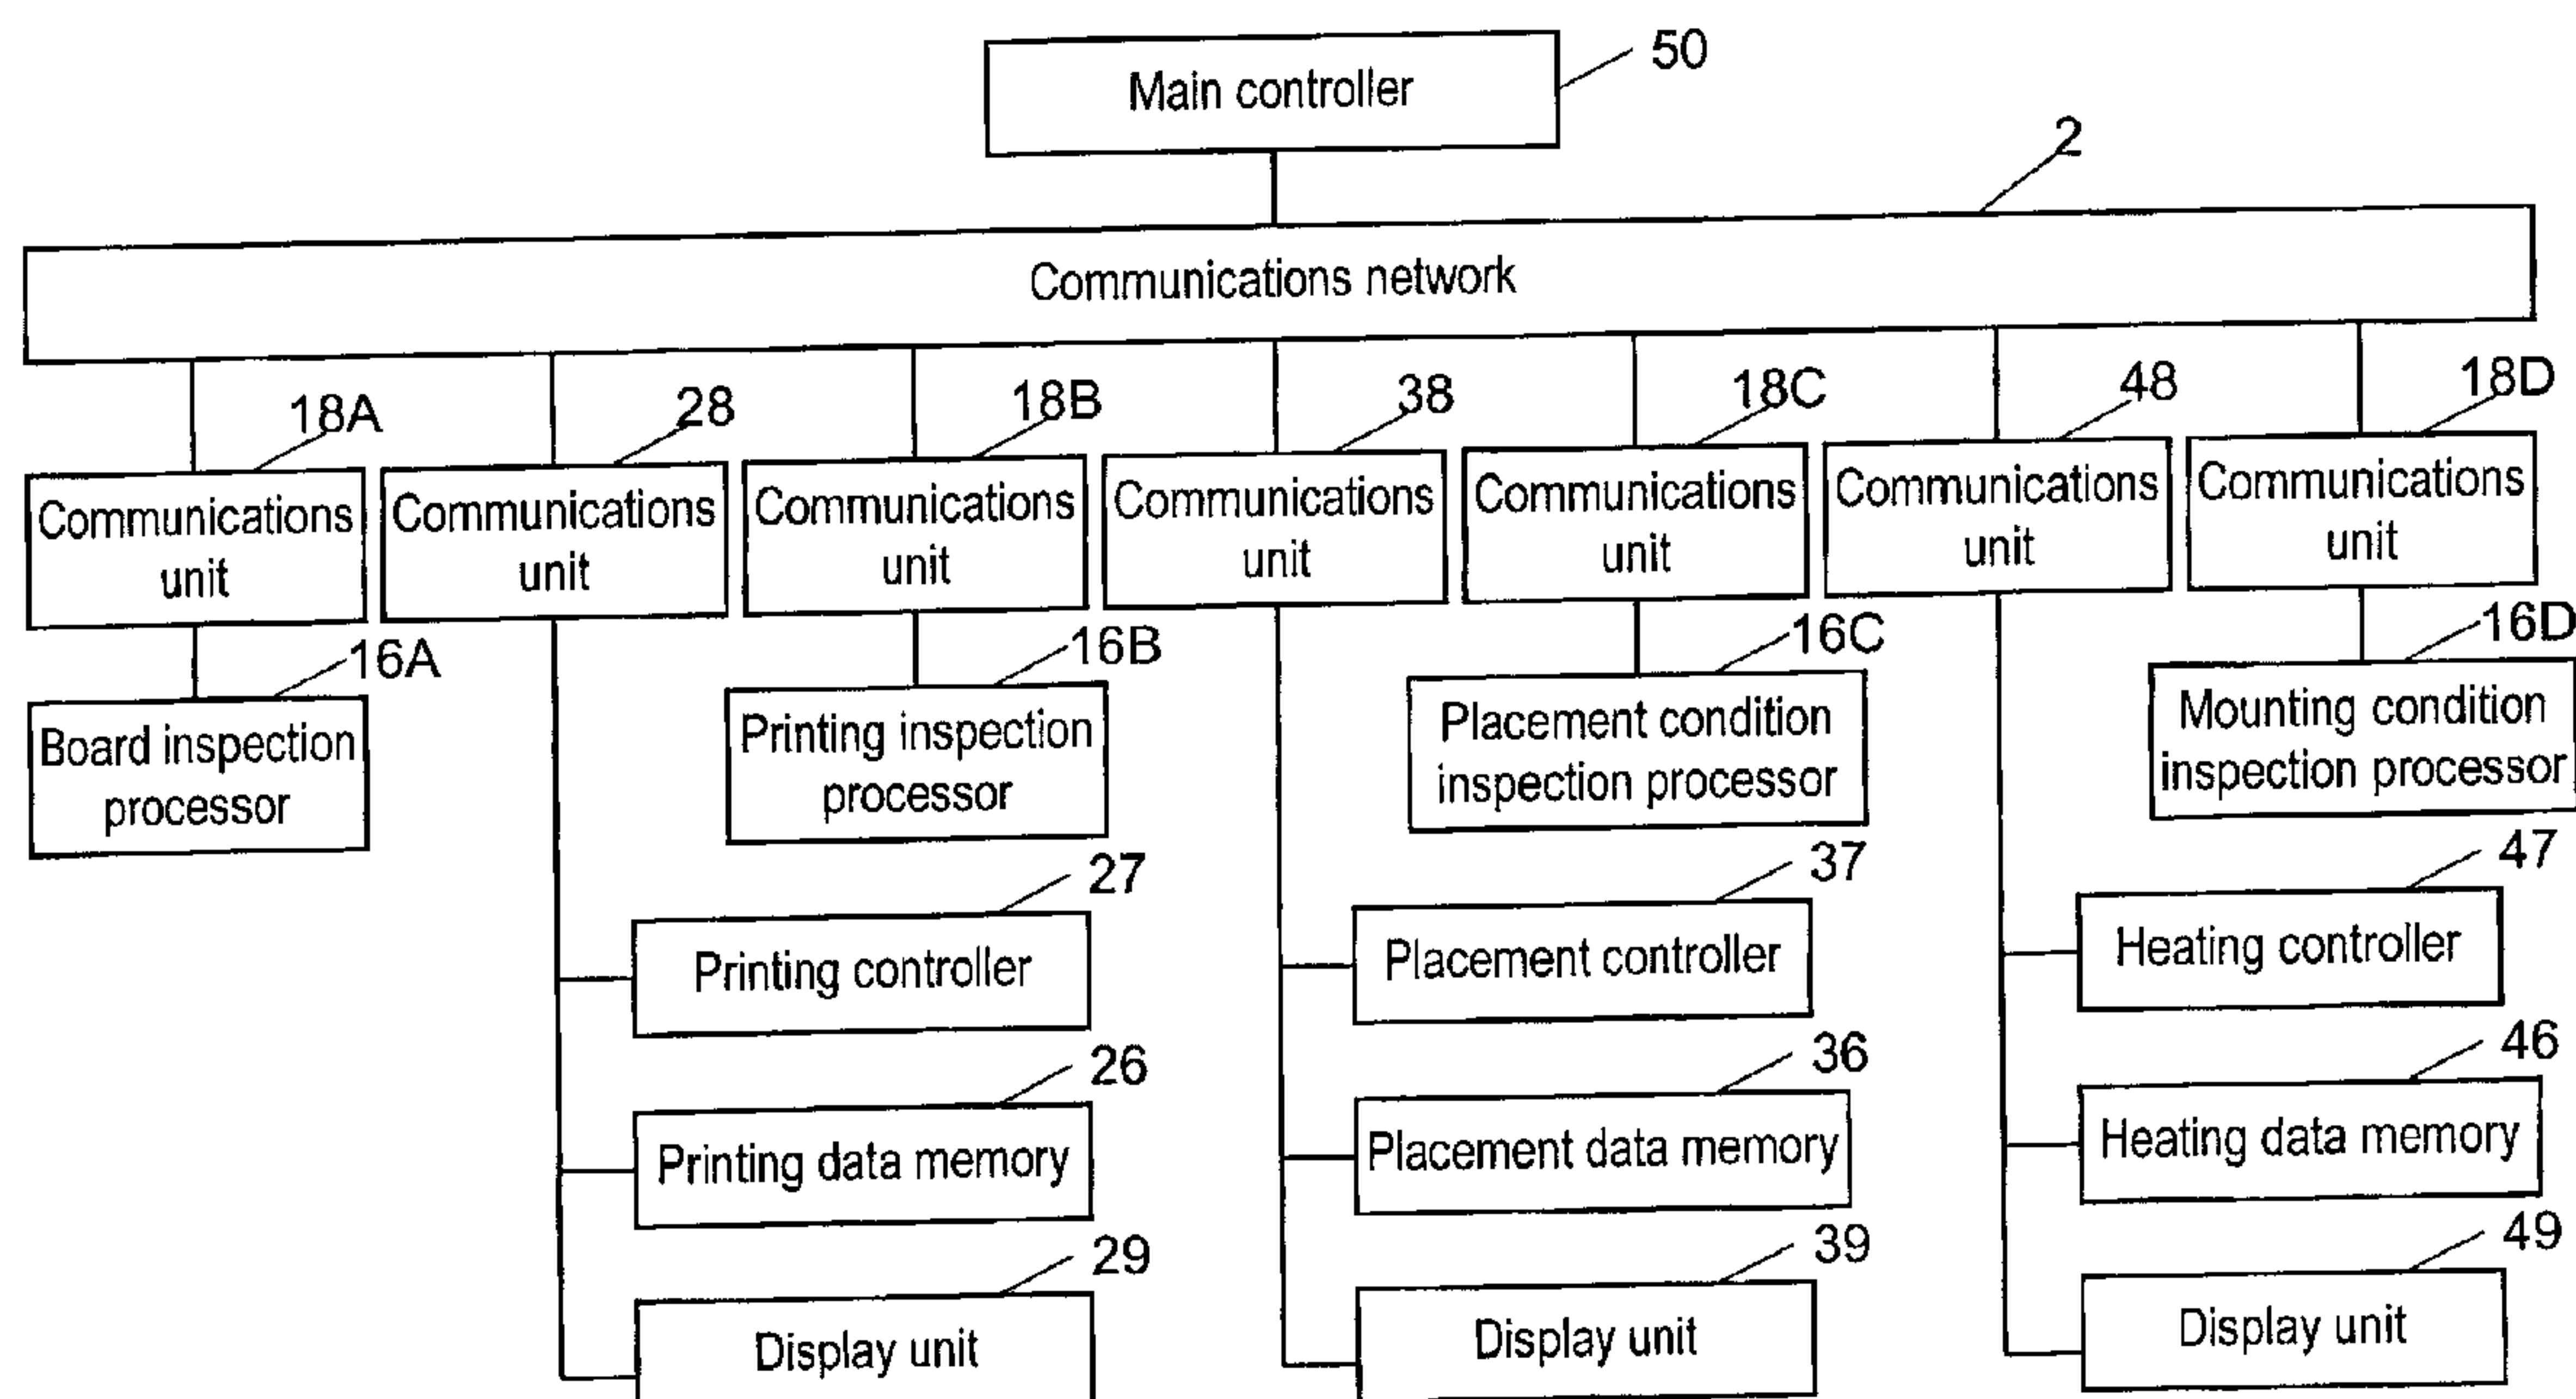 Main controller
50
2
Communications network
18A
28
18B
38
18C
48
18D
Communications
unit
Communications
unit
Communications
unit
Communications
unit
Communications
unit
Communications
unit
Communications
unit
16A
16B
16C
16D
Board inspection
processor
Printing inspection
processor
Placement condition
inspection processor
Mounting condition
inspection processor
27
37
47
Printing controller
Placement controller
Heating controller
26
36
46
Printing data memory
Placement data memory
Heating data memory
29
39
49
Display unit
Display unit
Display unit